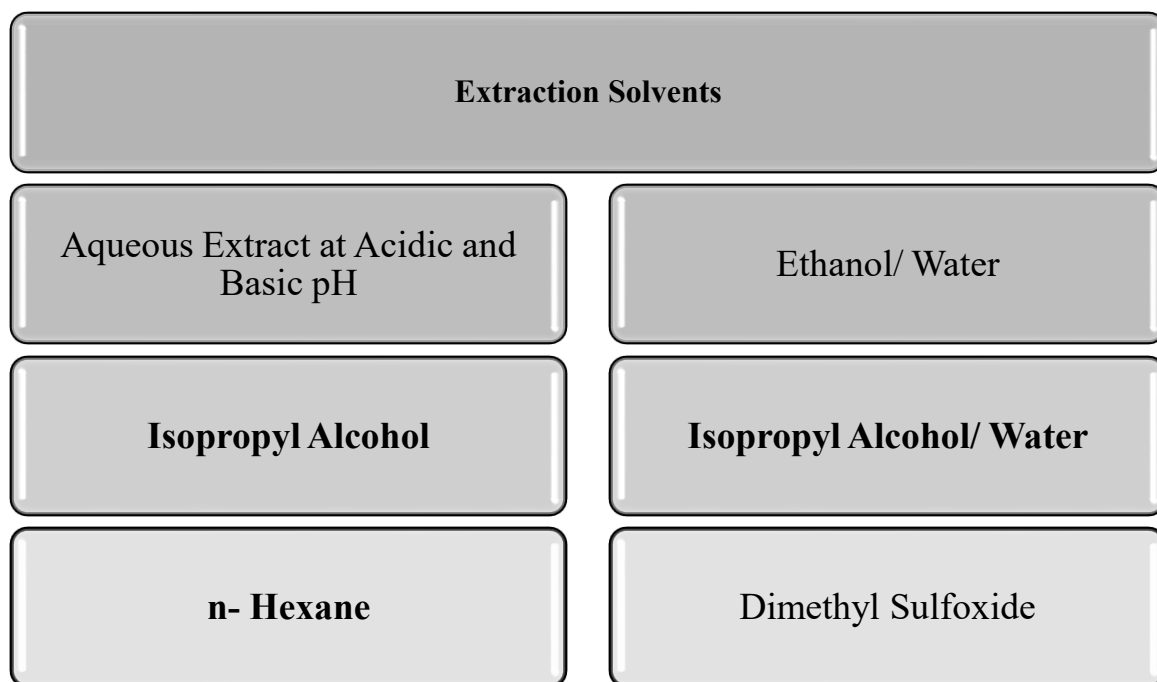 Extraction Solvents
Aqueous Extract at Acidic and
Basic pH
Ethanol/ Water
Isopropyl Alcohol
Isopropyl Alcohol/ Water
n- Hexane
Dimethyl Sulfoxide